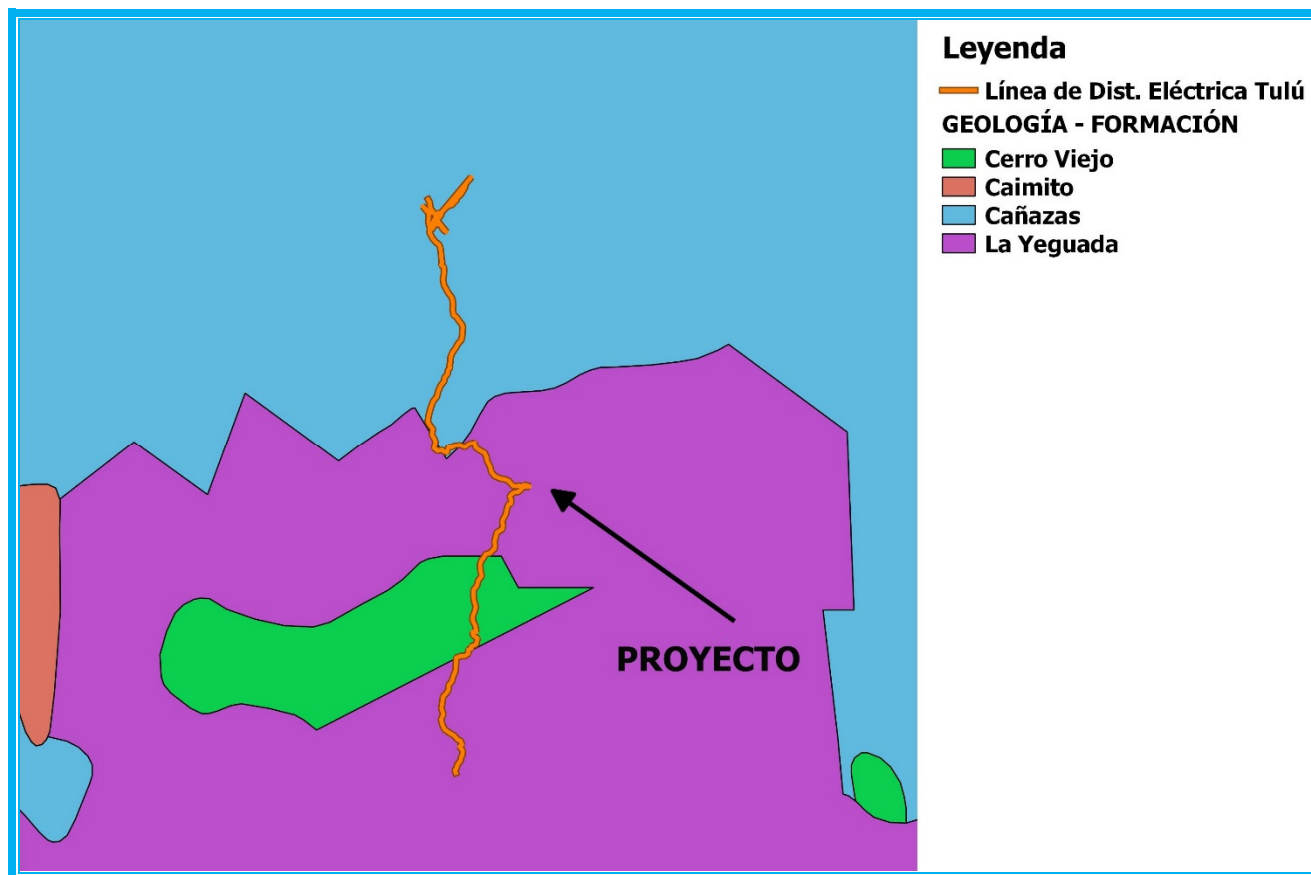 Leyenda
Línea de Dist. Eléctrica Tulú
GEOLOGÍA - FORMACIÓN
Cerro Viejo
Caimito
Cañazas
La Yeguada
PROYECTO